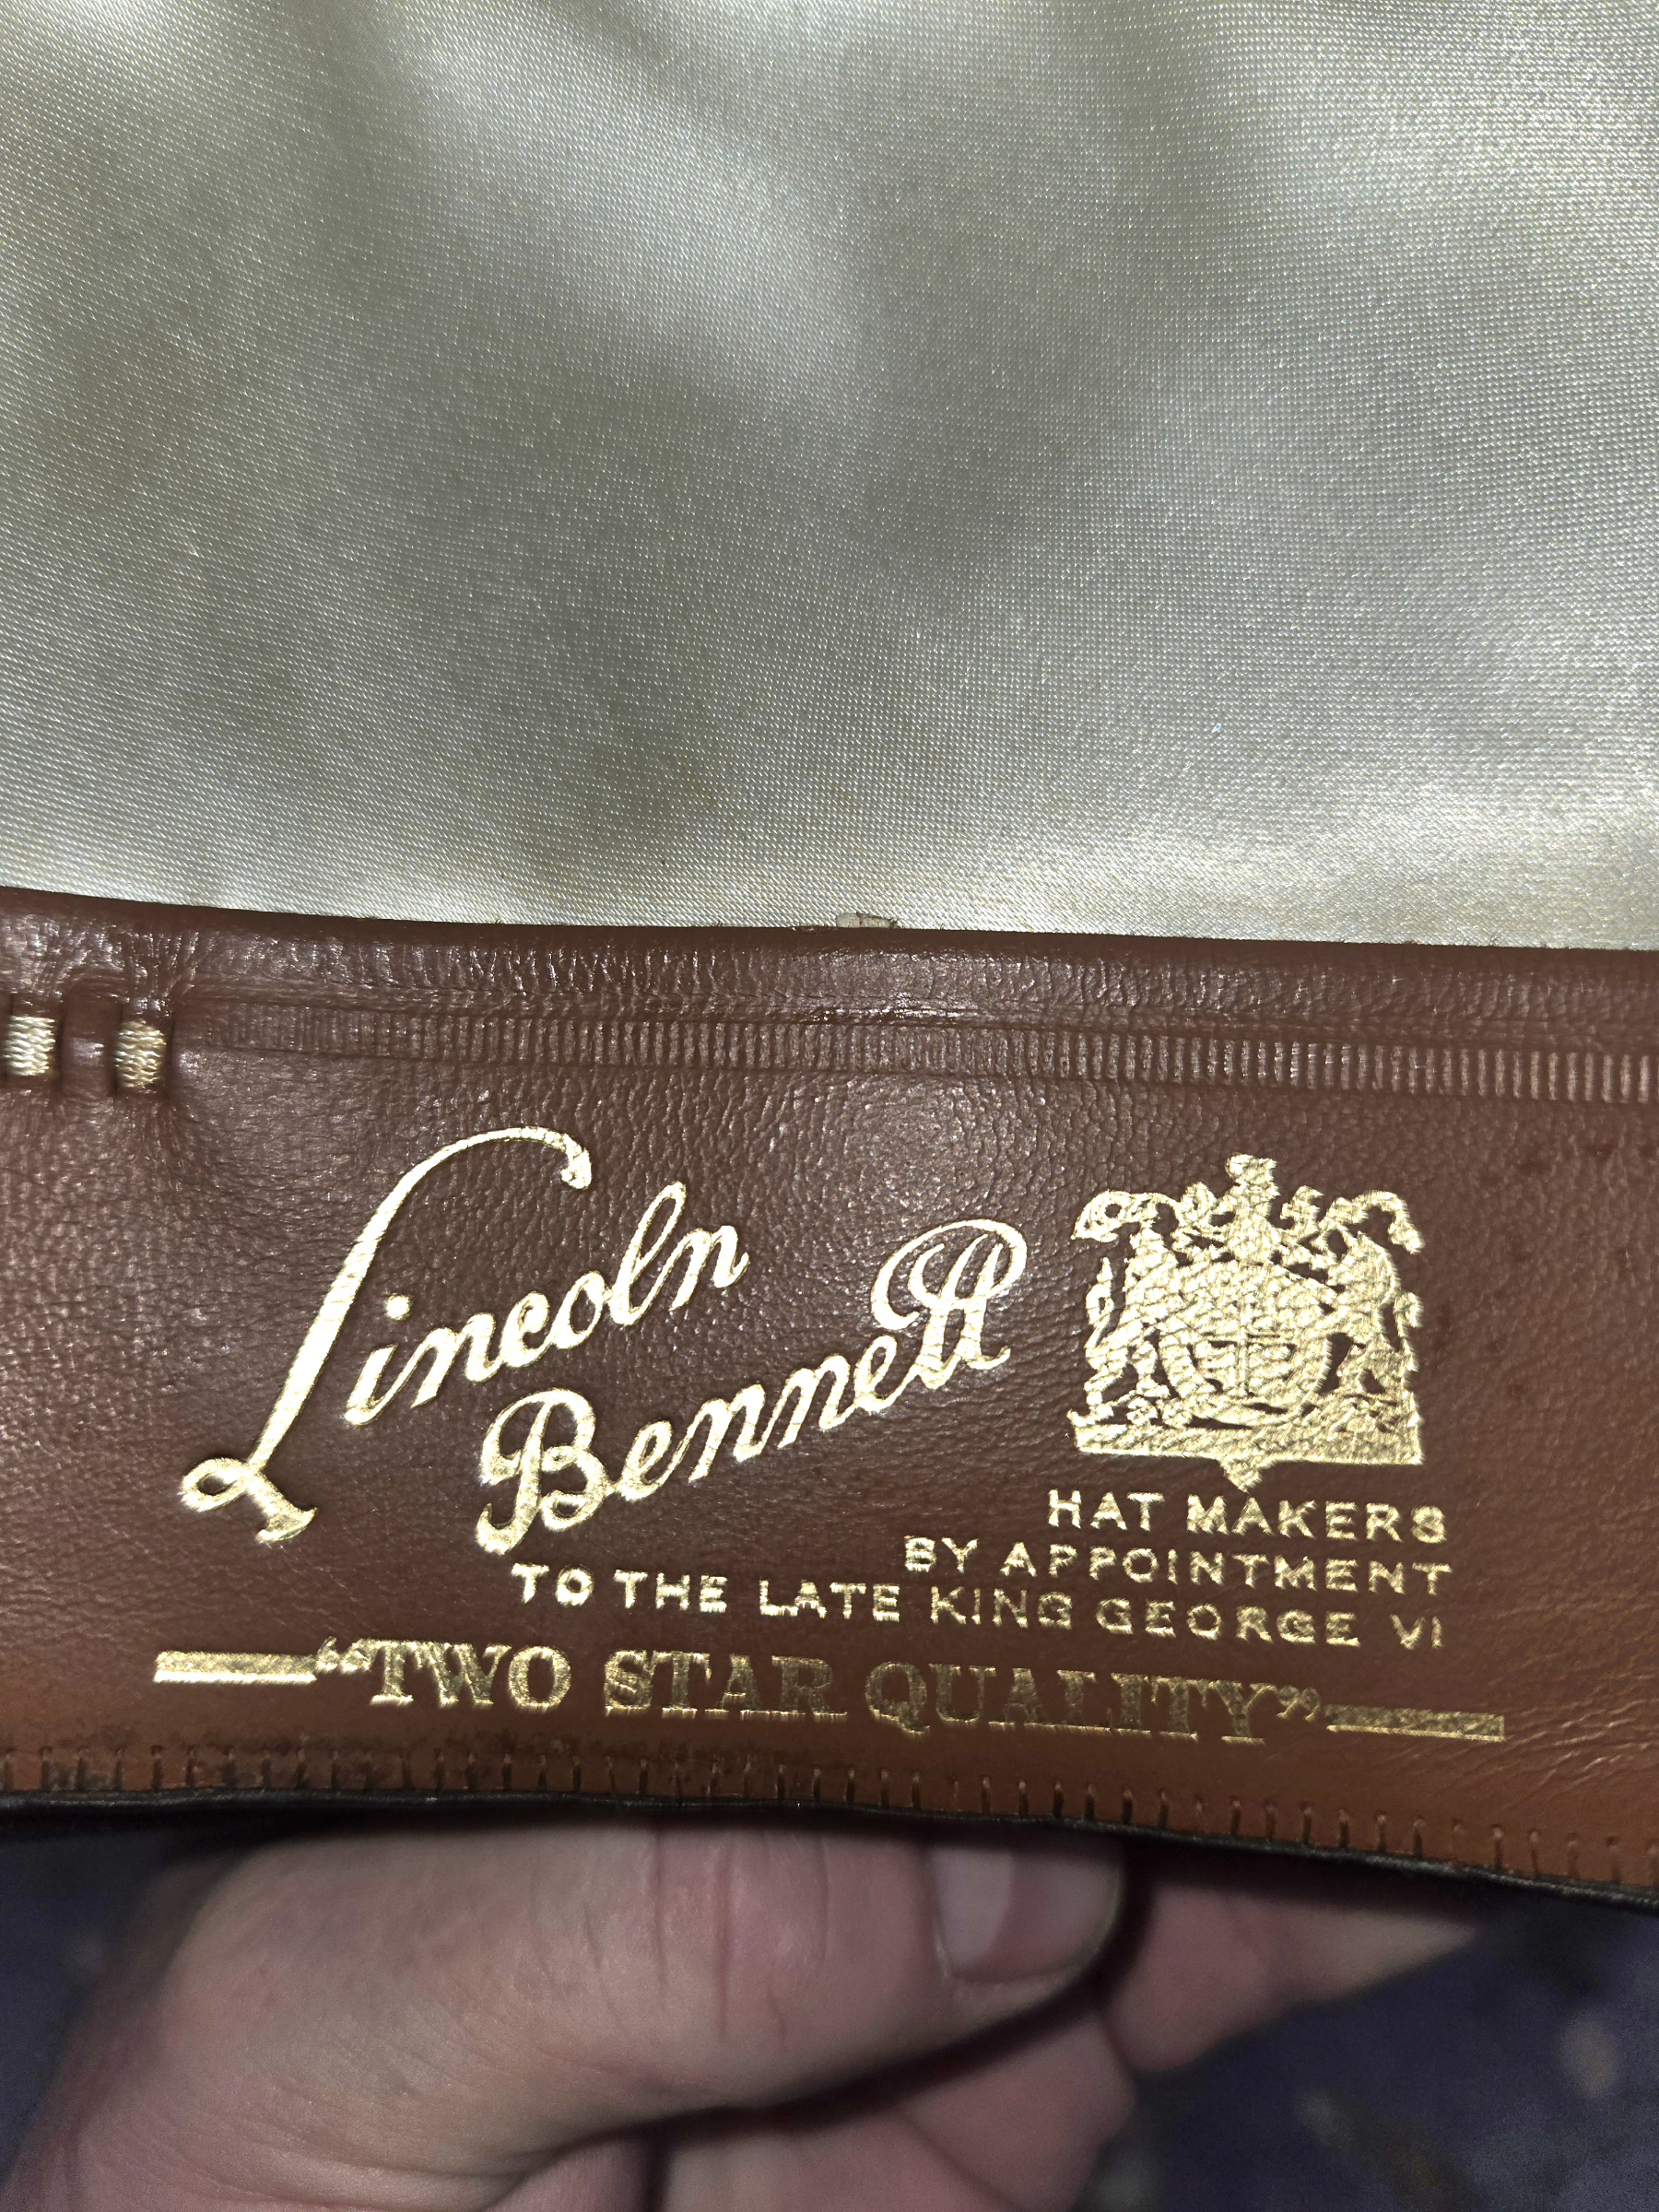 Lincoln
Bennett
HAT MAKERS
BY APPOINTMENT
TO THE LATE KING GEORGE VI
“TWO STAR QUALITY”